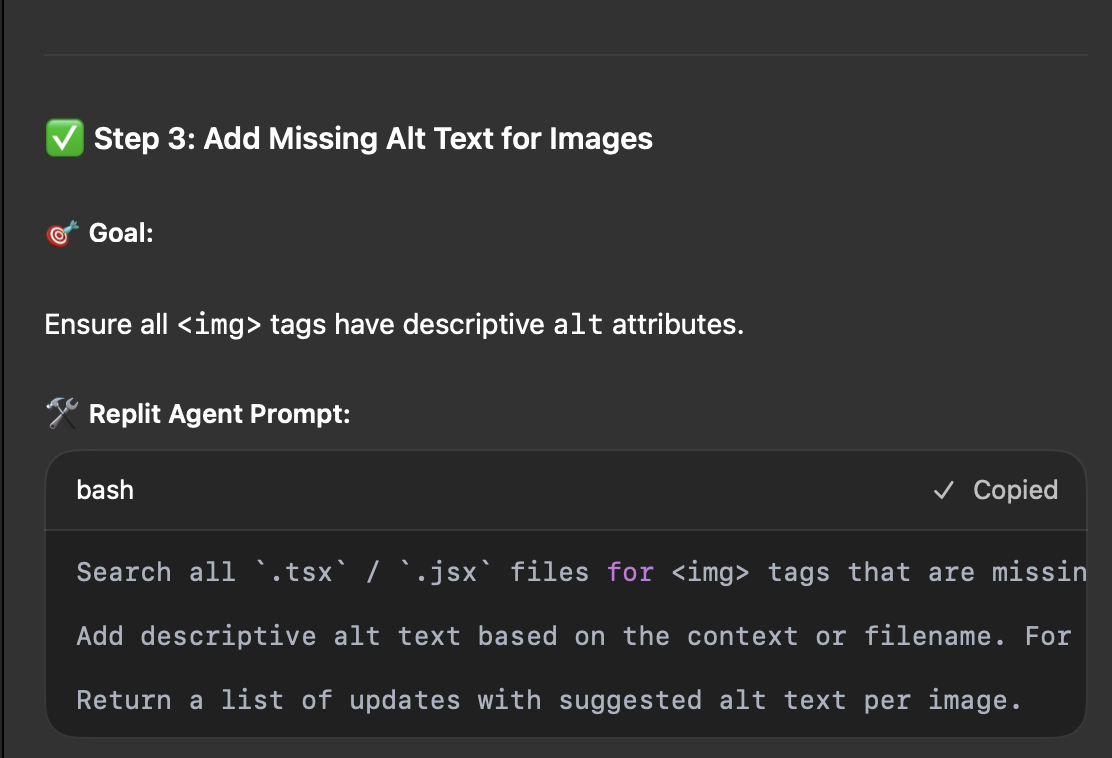 ✅ Step 3: Add Missing Alt Text for Images
🎯 Goal:
Ensure all <img> tags have descriptive alt attributes.
🛠️ Replit Agent Prompt:
bash
✓ Copied
Search all `.tsx` / `.jsx` files for <img> tags that are missin
Add descriptive alt text based on the context or filename. For
Return a list of updates with suggested alt text per image.